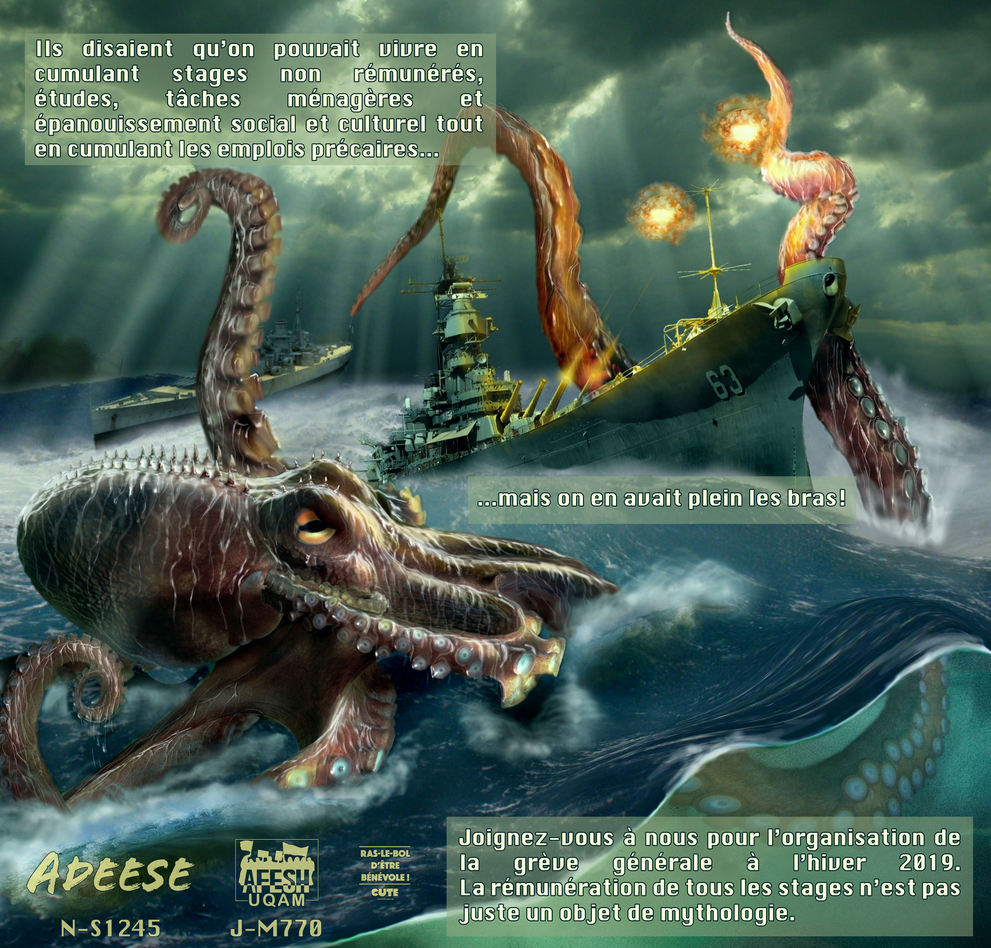 Ils disaient qu'on pouvait vivre en
cumulant stages non rémunérés,
études, tâches ménagères et
épanouissement social et culturel tout
en cumulant les emplois précaires...
63
...mais on en avait plein les bras!
Joignez-vous à nous pour l'organisation de
la grève générale à l'hiver 2019.
La rémunération de tous les stages n'est pas
juste un objet de mythologie.
ADEESE
N-S1245
AFESH
UQAM
J-M770
RAS-LE-BOL
D'ÊTRE
BÉNÉVOLE !
CUTE